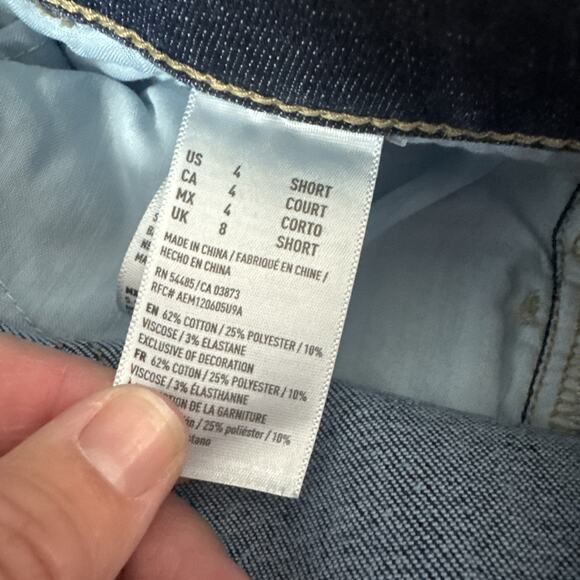 US 4 SHORT
CA 4 COURT
MX 4 CORTO
UK 8 SHORT
MADE IN CHINA / FABRIQUÉ EN CHINE /
HECHO EN CHINA
RN 54485/CA 03873
RFC# AEM120605U9A
EN 62% COTTON / 25% POLYESTER / 10%
VISCOSE / 3% ELASTANE
EXCLUSIVE OF DECORATION
FR 62% COTON / 25% POLYESTER / 10%
VISCOSE / 3% ÉLASTHANNE
DE LA GARNITURE
/ 25% poliéster / 10%